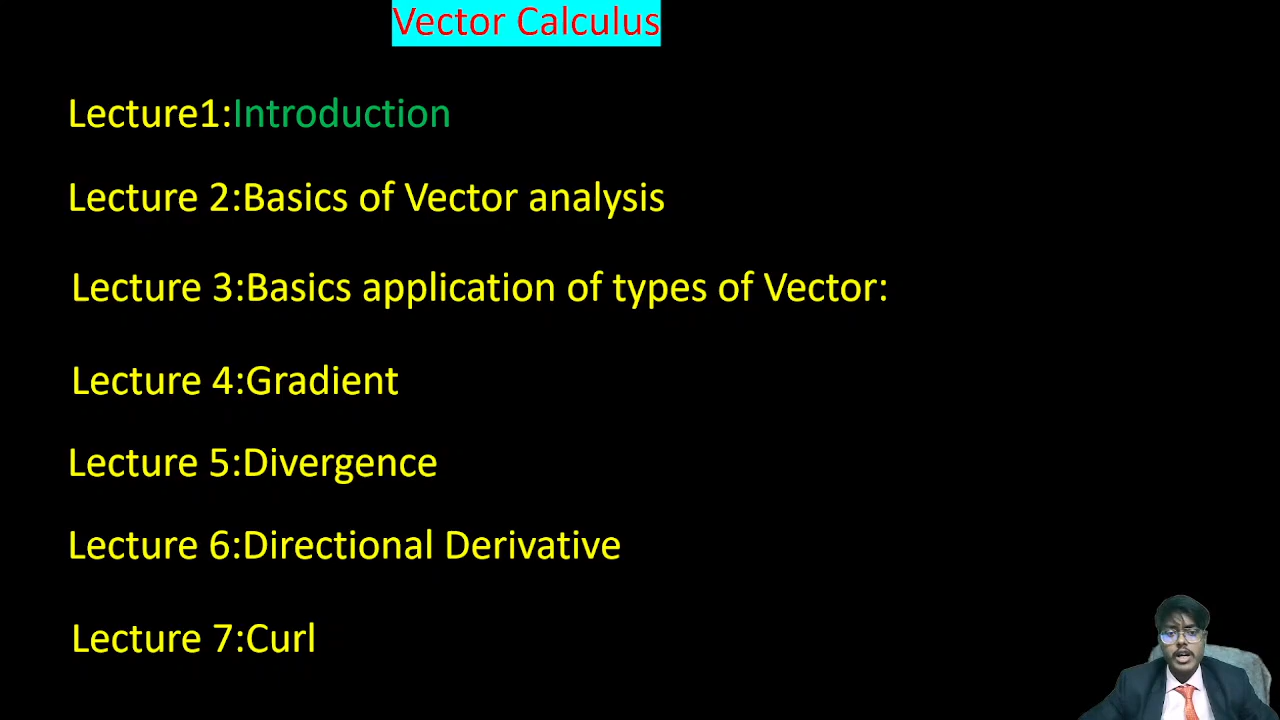 Vector Calculus
Lecture1:Introduction
Lecture 2:Basics of Vector analysis
Lecture 3:Basics application of types of Vector:
Lecture 4:Gradient
Lecture 5:Divergence
Lecture 6:Directional Derivative
Lecture 7:Curl